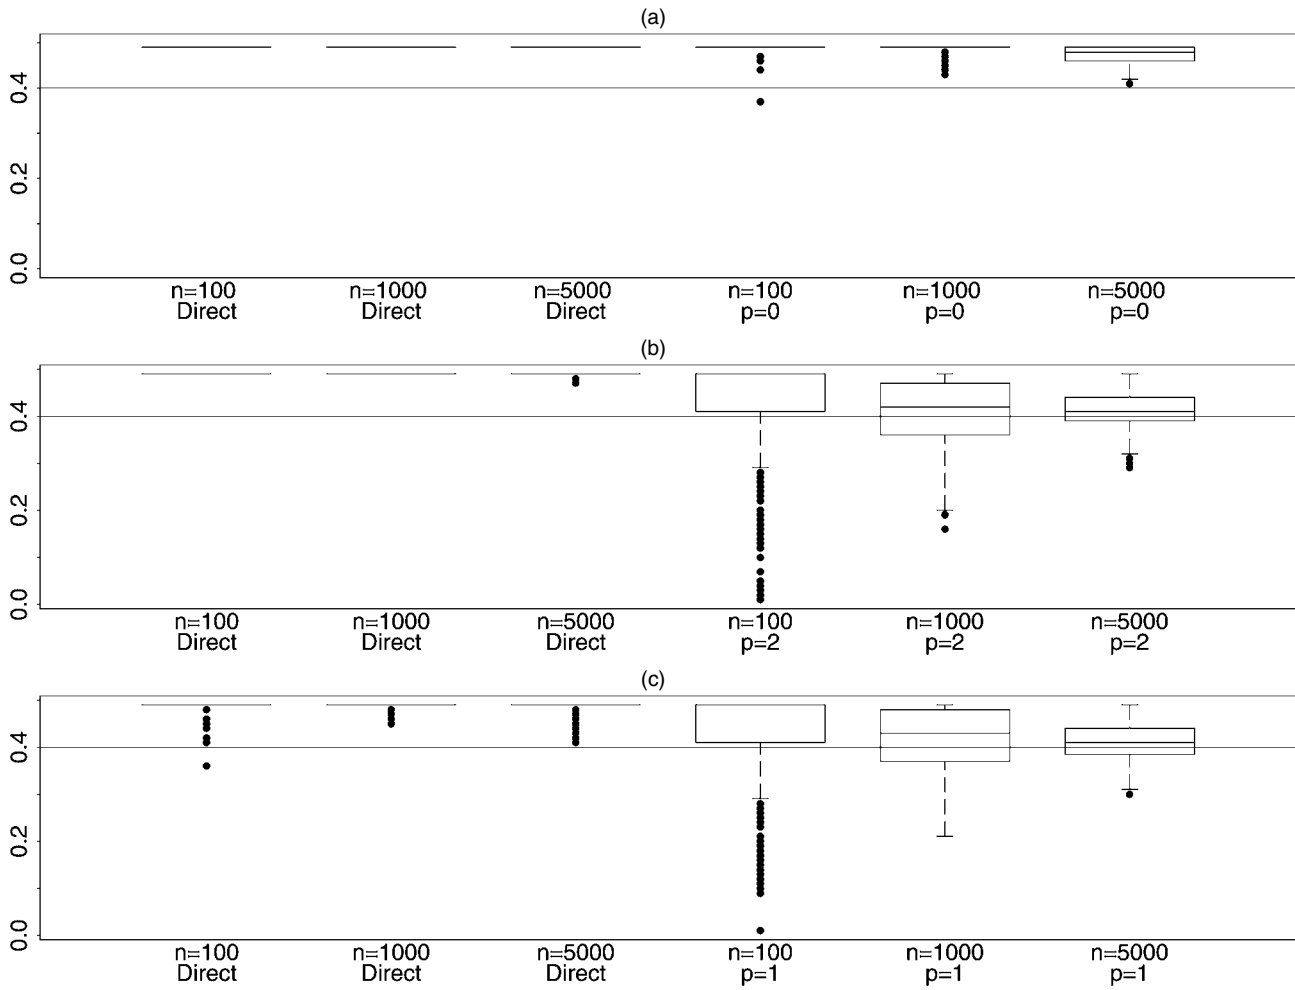 (a)
0.4
0.2
0.0
n=100 n=1000 n=5000 n=100 n=1000 n=5000
Direct Direct Direct p=0 p=0 p=0
(b)
0.4
0.2
0.0
n=100 n=1000 n=5000 n=100 n=1000 n=5000
Direct Direct Direct p=2 p=2 p=2
(c)
0.4
0.2
0.0
n=100 n=1000 n=5000 n=100 n=1000 n=5000
Direct Direct Direct p=1 p=1 p=1